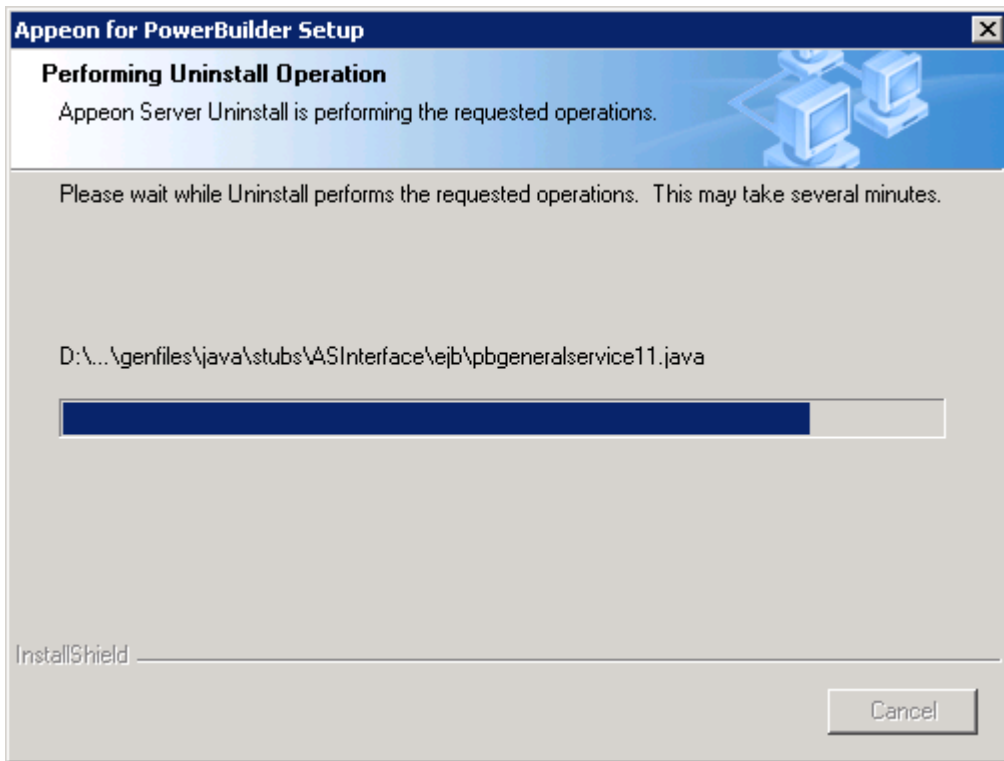 Appeon for PowerBuilder Setup
Performing Uninstall Operation
Appeon Server Uninstall is performing the requested operations.
Please wait while Uninstall performs the requested operations. This may take several minutes.
D:\...\genfiles\java\stubs\ASInterface\ejb\pbgeneralservice11.java
InstallShield
Cancel